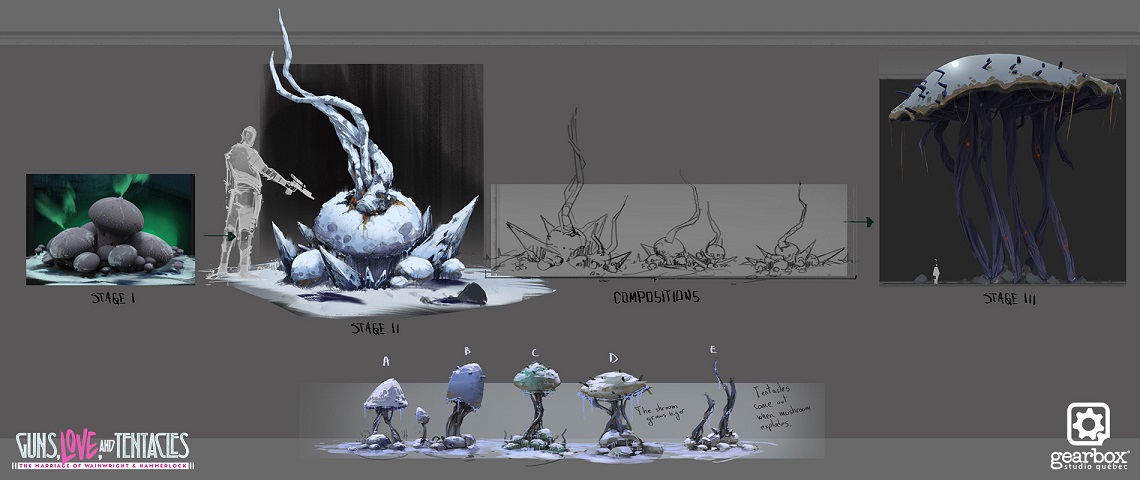 STAGE I
STAGE II
COMPOSITIONS
STAGE III
A
B
C
D
E
The shroom
grows bigger
Tentacles
come out
when mushroom
explodes.
GUNS, LOVE, AND TENTACLES
THE MARRIAGE OF WAINWRIGHT & HAMMERLOCK
gearbox
studio québec